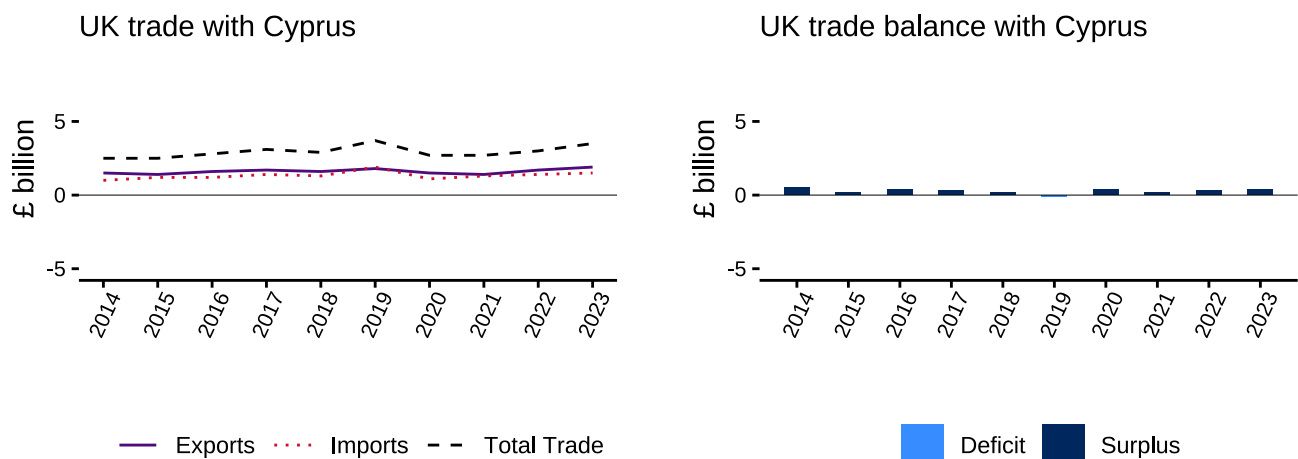 UK trade with Cyprus
£ billion
5
0
-5
2014 2015 2016 2017 2018 2019 2020 2021 2022 2023
Exports Imports Total Trade
UK trade balance with Cyprus
£ billion
5
0
-5
2014 2015 2016 2017 2018 2019 2020 2021 2022 2023
Deficit Surplus